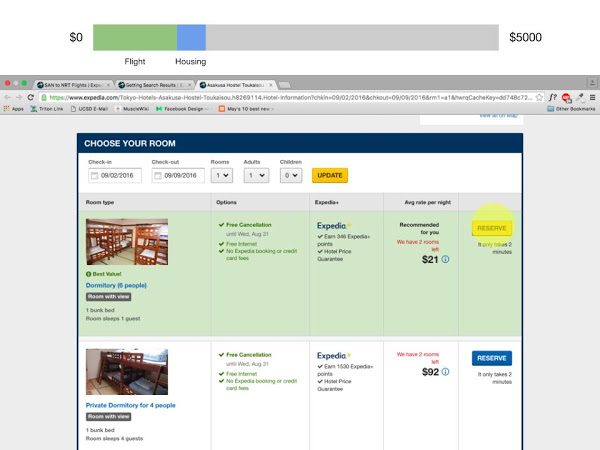 $0
$5000
Flight
Housing
SAN to NRT Flights | Exp
Getting Search Results | E
Asakusa Hostel Toukaisou
https://www.expedia.com/Tokyo-Hotels-Asakusa-Hostel-Toukaisou.h8269114.Hotel-Information?chkin=09/02/2016&chkout=09/09/2016&rm1=a1&hwrqCacheKey=dd748c72...
Apps
Triton Link
UCSD E-Mail
MuscleWiki
Facebook Design
May's 10 best new
Other Bookmarks
View all on Map
CHOOSE YOUR ROOM
Check-in
Check-out
Rooms
Adults
Children
09/02/2016
09/09/2016
1
1
0
UPDATE
Room type
Options
Expedia+
Avg rate per night
Best Value!
Dormitory (6 people)
Room with view
1 bunk bed
Room sleeps 1 guest
Free Cancellation
until Wed, Aug 31
Free Internet
No Expedia booking or credit
card fees
Expedia+
Earn 346 Expedia+
points
Hotel Price
Guarantee
Recommended
for you
We have 2 rooms
left
$21
RESERVE
It only takes 2
minutes
Private Dormitory for 4 people
Room with view
1 bunk bed
Room sleeps 4 guests
Free Cancellation
until Wed, Aug 31
Free Internet
No Expedia booking or credit
card fees
Expedia+
Earn 1530 Expedia+
points
Hotel Price
Guarantee
We have 2 rooms
left
$92
RESERVE
It only takes 2
minutes